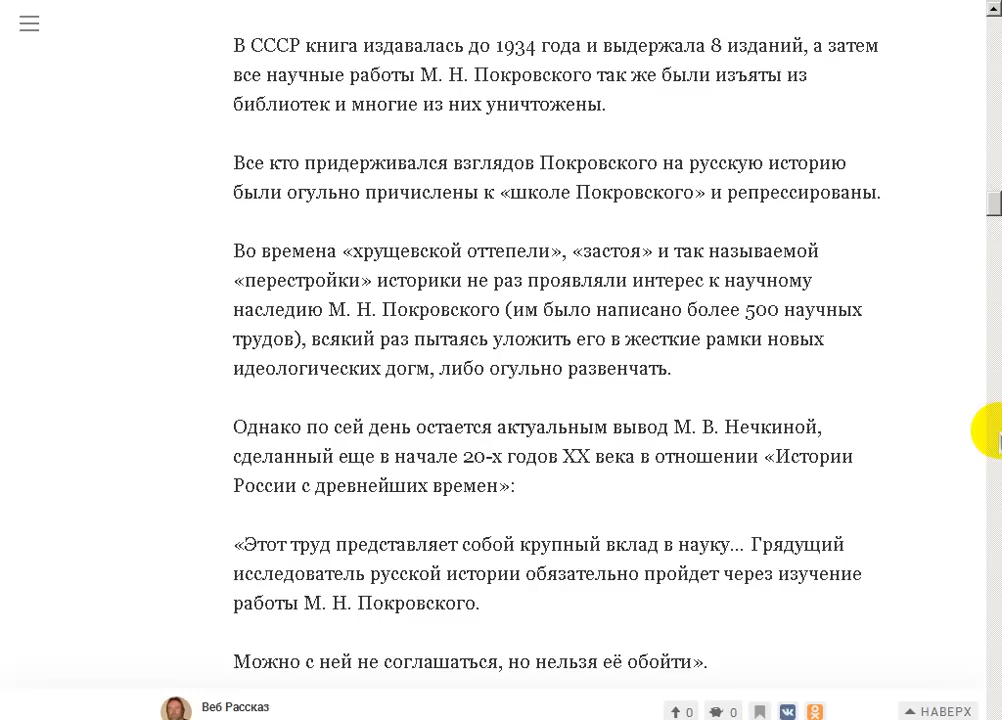 В СССР книга издавалась до 1934 года и выдержала 8 изданий, а затем
все научные работы М. Н. Покровского так же были изъяты из
библиотек и многие из них уничтожены.
Все кто придерживался взглядов Покровского на русскую историю
были огульно причислены к «школе Покровского» и репрессированы.
Во времена «хрущевской оттепели», «застоя» и так называемой
«перестройки» историки не раз проявляли интерес к научному
наследию М. Н. Покровского (им было написано более 500 научных
трудов), всякий раз пытаясь уложить его в жесткие рамки новых
идеологических догм, либо огульно развенчать.
Однако по сей день остается актуальным вывод М. В. Нечкиной,
сделанный еще в начале 20-х годов XX века в отношении «Истории
России с древнейших времен»:
«Этот труд представляет собой крупный вклад в науку... Грядущий
исследователь русской истории обязательно пройдет через изучение
работы М. Н. Покровского.
Можно с ней не соглашаться, но нельзя её обойти».
Веб Рассказ
0 0 НАВЕРХ